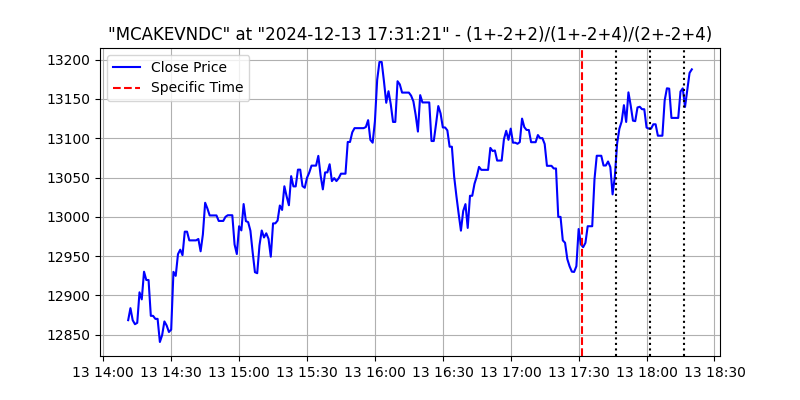 "MCAKEVNDC" at "2024-12-13 17:31:21" - (1+-2+2)/(1+-2+4)/(2+-2+4)
Close Price
Specific Time
13200
13150
13100
13050
13000
12950
12900
12850
13 14:00 13 14:30 13 15:00 13 15:30 13 16:00 13 16:30 13 17:00 13 17:30 13 18:00 13 18:30